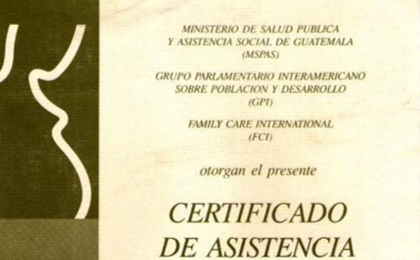 MINISTERIO DE SALUD PUBLICA
Y ASISTENCIA SOCIAL DE GUATEMALA
(MSPAS)
GRUPO PARLAMENTARIO INTERAMERICANO
SOBRE POBLACION Y DESARROLLO
(GPI)
FAMILY CARE INTERNATIONAL
(FCI)
otorgan el presente
CERTIFICADO
DE ASISTENCIA